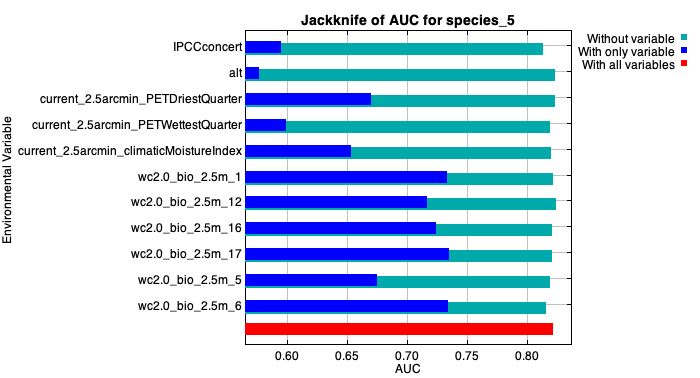 Jackknife of AUC for species_5
Without variable
With only variable
With all variables
Environmental Variable
IPCCconcert
alt
current_2.5arcmin_PETDriestQuarter
current_2.5arcmin_PETWettestQuarter
current_2.5arcmin_climaticMoistureIndex
wc2.0_bio_2.5m_1
wc2.0_bio_2.5m_12
wc2.0_bio_2.5m_16
wc2.0_bio_2.5m_17
wc2.0_bio_2.5m_5
wc2.0_bio_2.5m_6
0.60 0.65 0.70 0.75 0.80
AUC